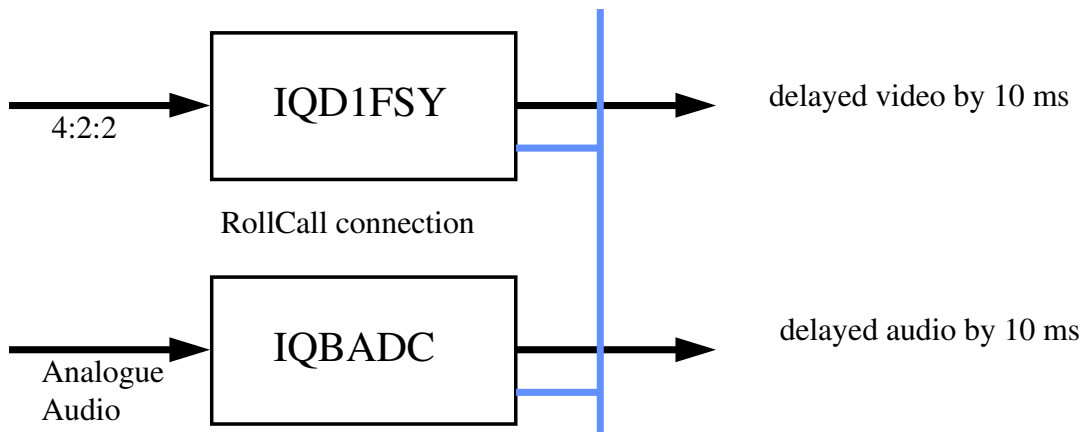 IQD1FSY
delayed video by 10 ms
4:2:2
RollCall connection
IQBADC
delayed audio by 10 ms
Analogue
Audio